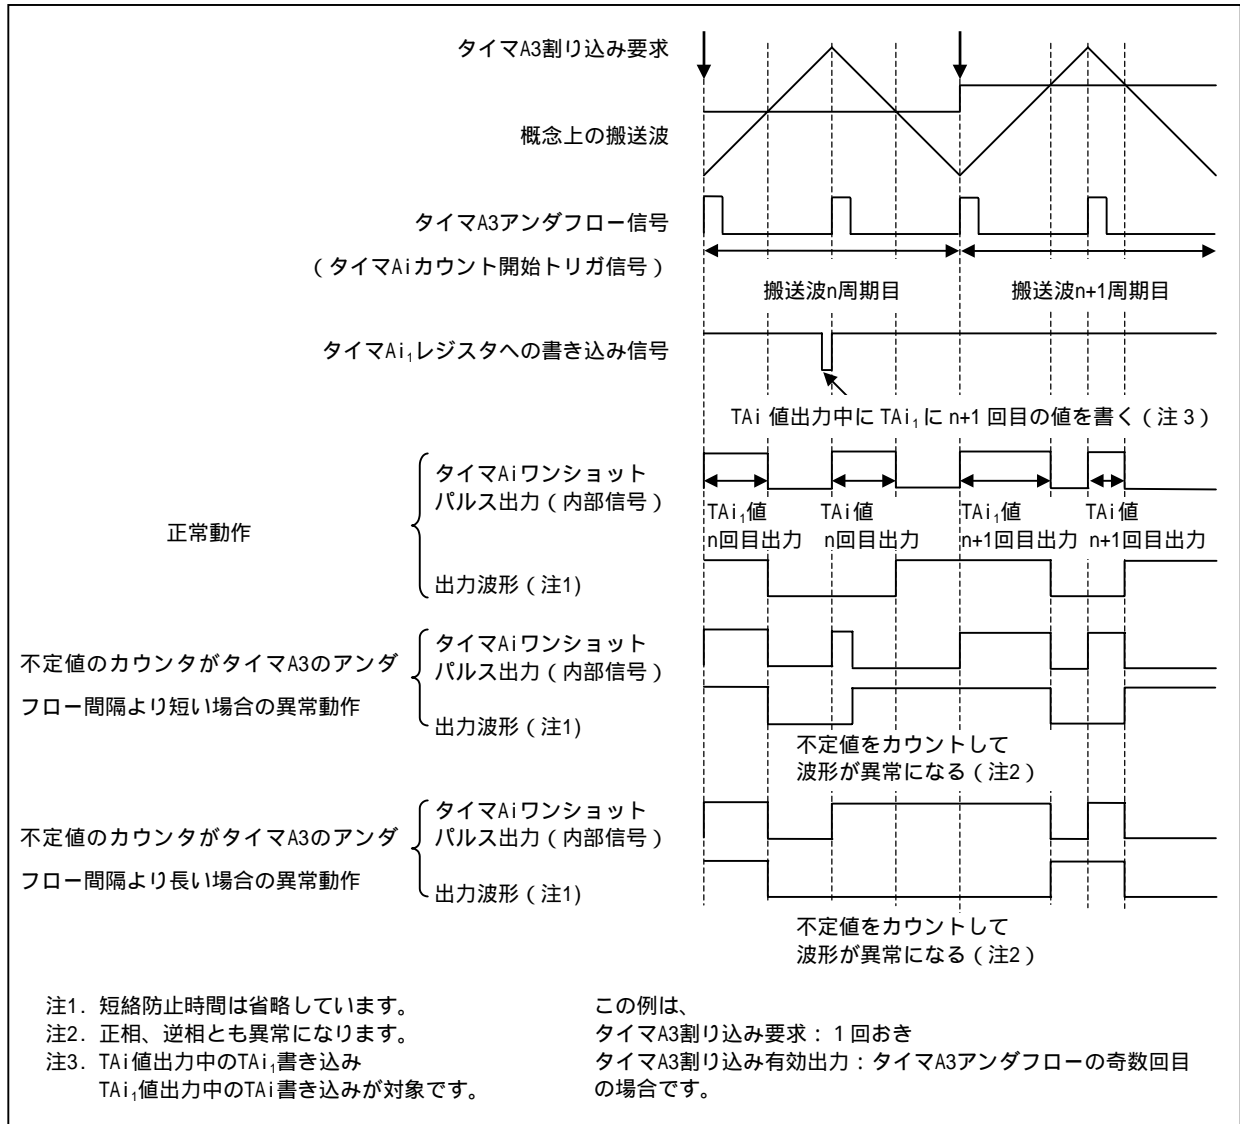 タイマA3割り込み要求
概念上の搬送波
タイマA3アンダフロー信号
(タイマAiカウント開始トリガ信号)
搬送波n周期目
搬送波n+1周期目
タイマAi₁レジスタへの書き込み信号
TAi 値出力中に TAi₁に n+1 回目の値を書く(注 3)
正常動作
タイマAiワンショット
パルス出力(内部信号)
TAi₁値
n回目出力
TAi値
n回目出力
TAi₁値
n+1回目出力
TAi値
n+1回目出力
出力波形(注1)
不定値のカウンタがタイマA3のアンダ
フロー間隔より短い場合の異常動作
タイマAiワンショット
パルス出力(内部信号)
出力波形(注1)
不定値をカウントして
波形が異常になる(注2)
不定値のカウンタがタイマA3のアンダ
フロー間隔より長い場合の異常動作
タイマAiワンショット
パルス出力(内部信号)
出力波形(注1)
不定値をカウントして
波形が異常になる(注2)
注1. 短絡防止時間は省略しています。
注2. 正相、逆相とも異常になります。
注3. TAi値出力中のTAi₁書き込み
TAi₁値出力中のTAi書き込みが対象です。
この例は、
タイマA3割り込み要求:1回おき
タイマA3割り込み有効出力:タイマA3アンダフローの奇数回目
の場合です。